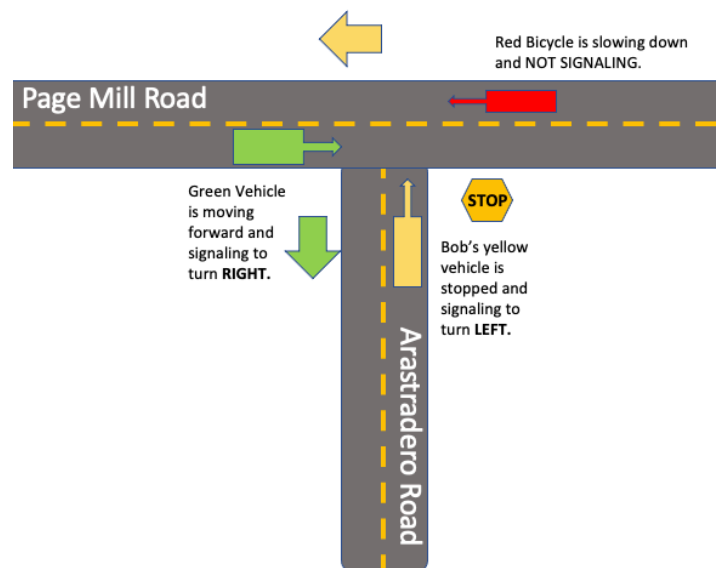 Red Bicycle is slowing down
and NOT SIGNALING.
Page Mill Road
Green Vehicle
is moving
forward and
signaling to
turn RIGHT.
STOP
Bob's yellow
vehicle is
stopped and
signaling to
turn LEFT.
Arastradero Road